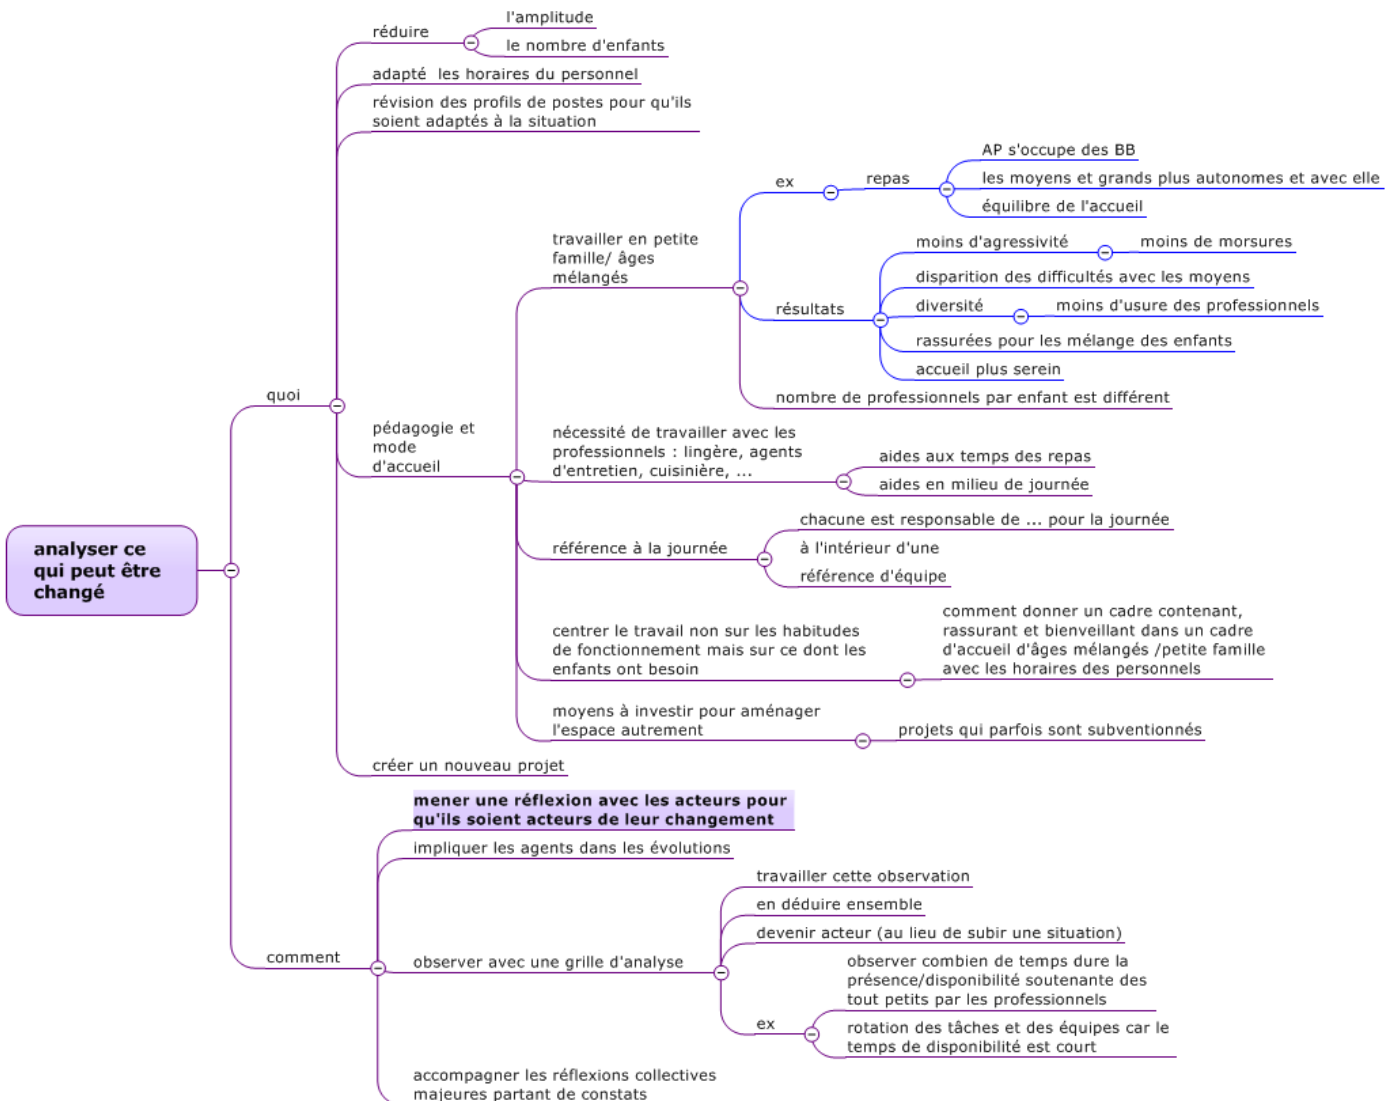 analyser ce
qui peut être
changé
quoi
réduire
l'amplitude
le nombre d'enfants
adapté  les horaires du personnel
révision des profils de postes pour qu'ils
soient adaptés à la situation
pédagogie et
mode
d'accueil
travailler en petite
famille/ âges
mélangés
ex
repas
AP s'occupe des BB
les moyens et grands plus autonomes et avec elle
équilibre de l'accueil
résultats
moins d'agressivité
moins de morsures
disparition des difficultés avec les moyens
diversité
moins d'usure des professionnels
rassurées pour les mélange des enfants
accueil plus serein
nombre de professionnels par enfant est différent
nécessité de travailler avec les
professionnels : lingère, agents
d'entretien, cuisinière, ...
aides aux temps des repas
aides en milieu de journée
référence à la journée
chacune est responsable de ... pour la journée
à l'intérieur d'une
référence d'équipe
centrer le travail non sur les habitudes
de fonctionnement mais sur ce dont les
enfants ont besoin
comment donner un cadre contenant,
rassurant et bienveillant dans un cadre
d'accueil d'âges mélangés /petite famille
avec les horaires des personnels
moyens à investir pour aménager
l'espace autrement
projets qui parfois sont subventionnés
créer un nouveau projet
comment
mener une réflexion avec les acteurs pour
qu'ils soient acteurs de leur changement
impliquer les agents dans les évolutions
observer avec une grille d'analyse
travailler cette observation
en déduire ensemble
devenir acteur (au lieu de subir une situation)
ex
observer combien de temps dure la
présence/disponibilité soutenante des
tout petits par les professionnels
rotation des tâches et des équipes car le
temps de disponibilité est court
accompagner les réflexions collectives
majeures partant de constats